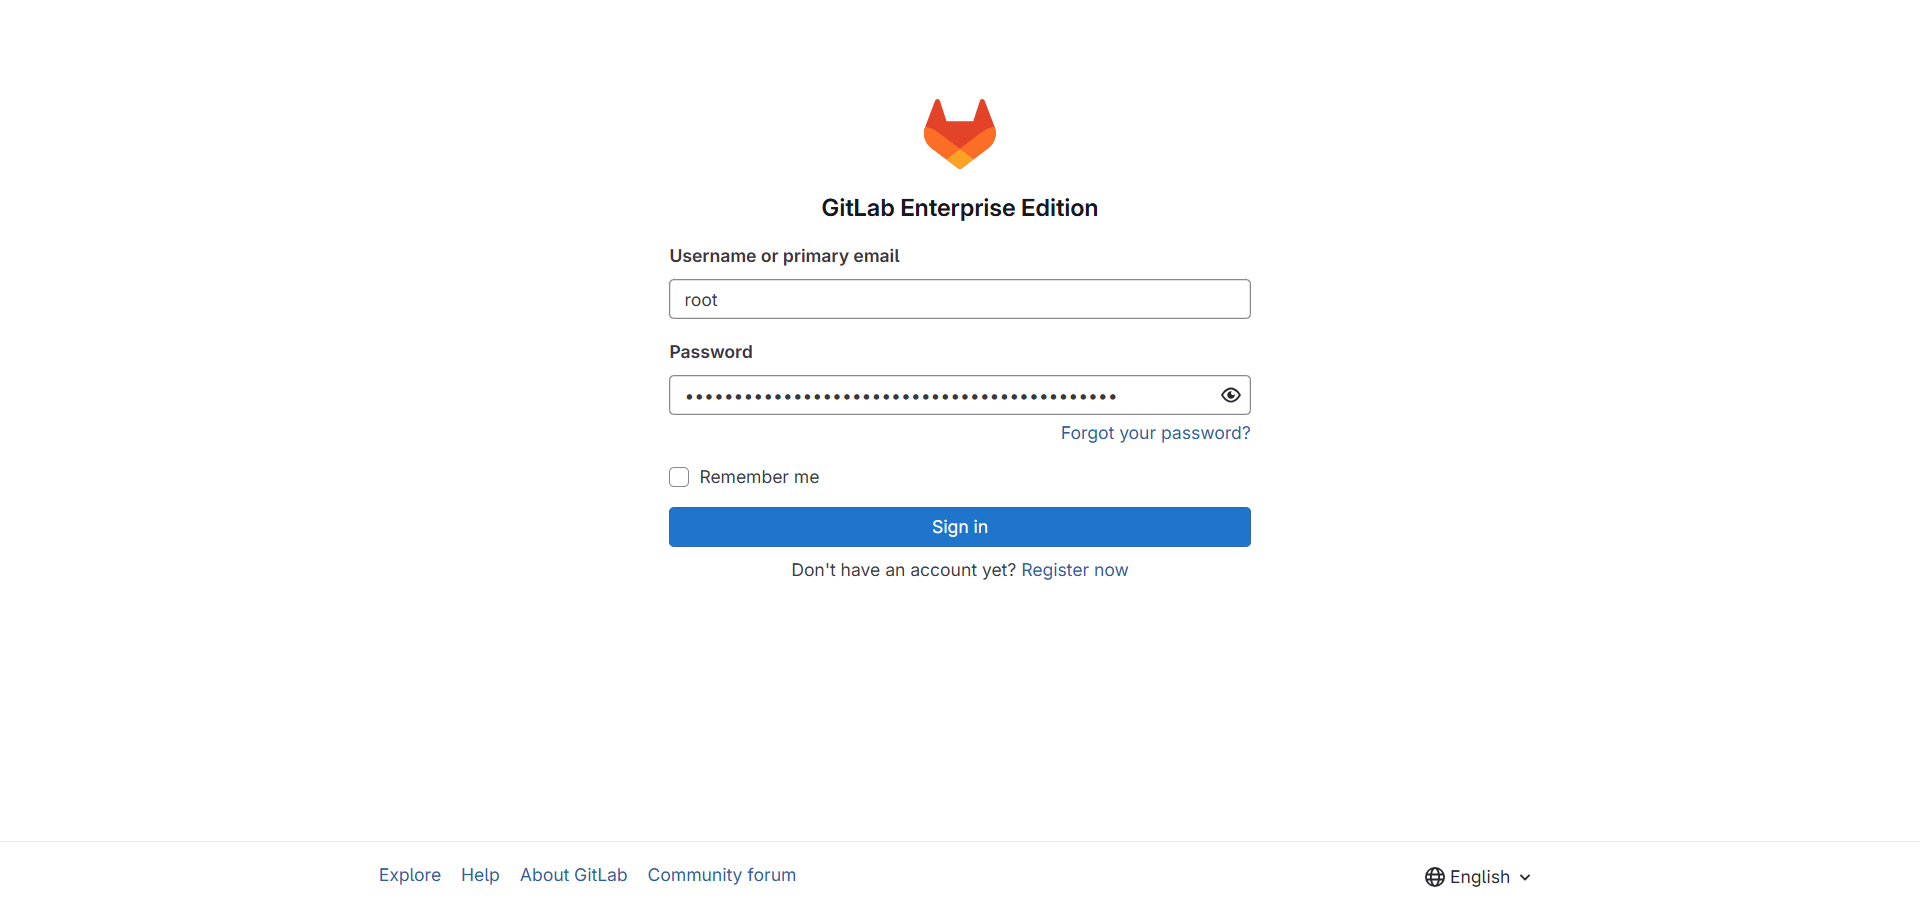 GitLab Enterprise Edition
Username or primary email
root
Password
••••••••••••••••••••••••••••••••••••••••••••
Forgot your password?
Remember me
Sign in
Don't have an account yet? Register now
Explore Help About GitLab Community forum
English